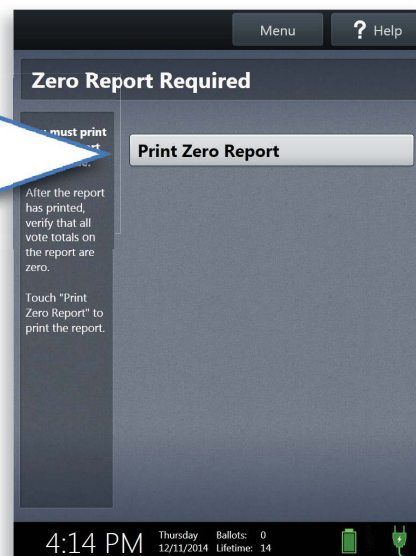 Menu
? Help
Zero Report Required
must print
After the report
has printed,
verify that all
vote totals on
the report are
zero.
Touch "Print
Zero Report" to
print the report.
Print Zero Report
4:14 PM
Thursday
12/11/2014
Ballots: 0
Lifetime: 14